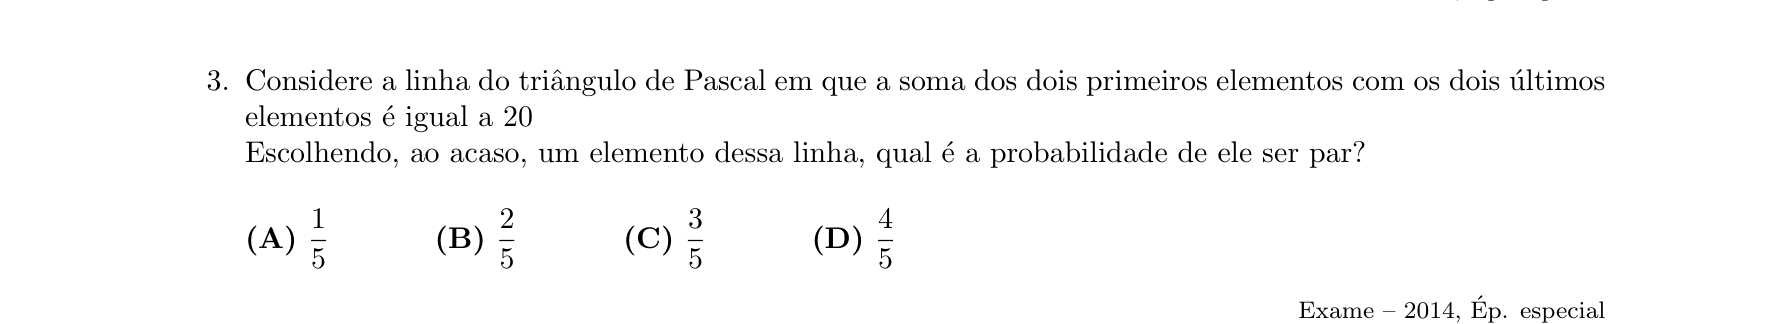 3. Considere a linha do triângulo de Pascal em que a soma dos dois primeiros elementos com os dois últimos
elementos é igual a 20
Escolhendo, ao acaso, um elemento dessa linha, qual é a probabilidade de ele ser par?
(A) 1/5 (B) 2/5 (C) 3/5 (D) 4/5
Exame – 2014, Ép. especial